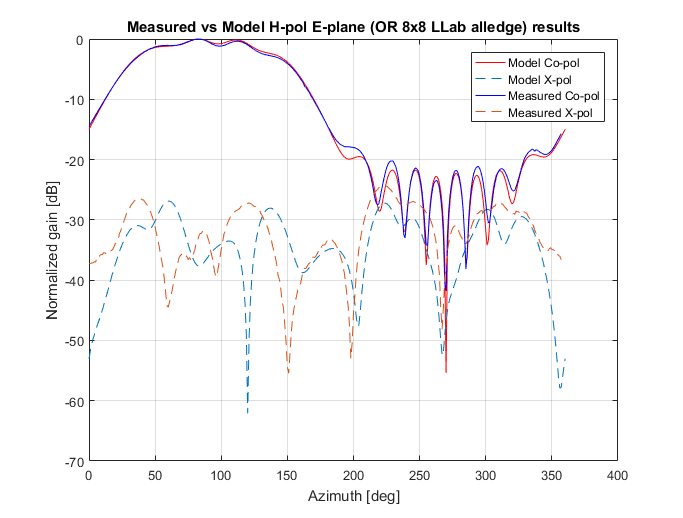 Measured vs Model H-pol E-plane (OR 8x8 LLab alledge) results
Model Co-pol
Model X-pol
Measured Co-pol
Measured X-pol
Normalized gain [dB]
0
-10
-20
-30
-40
-50
-60
-70
0
50
100
150
200
250
300
350
400
Azimuth [deg]